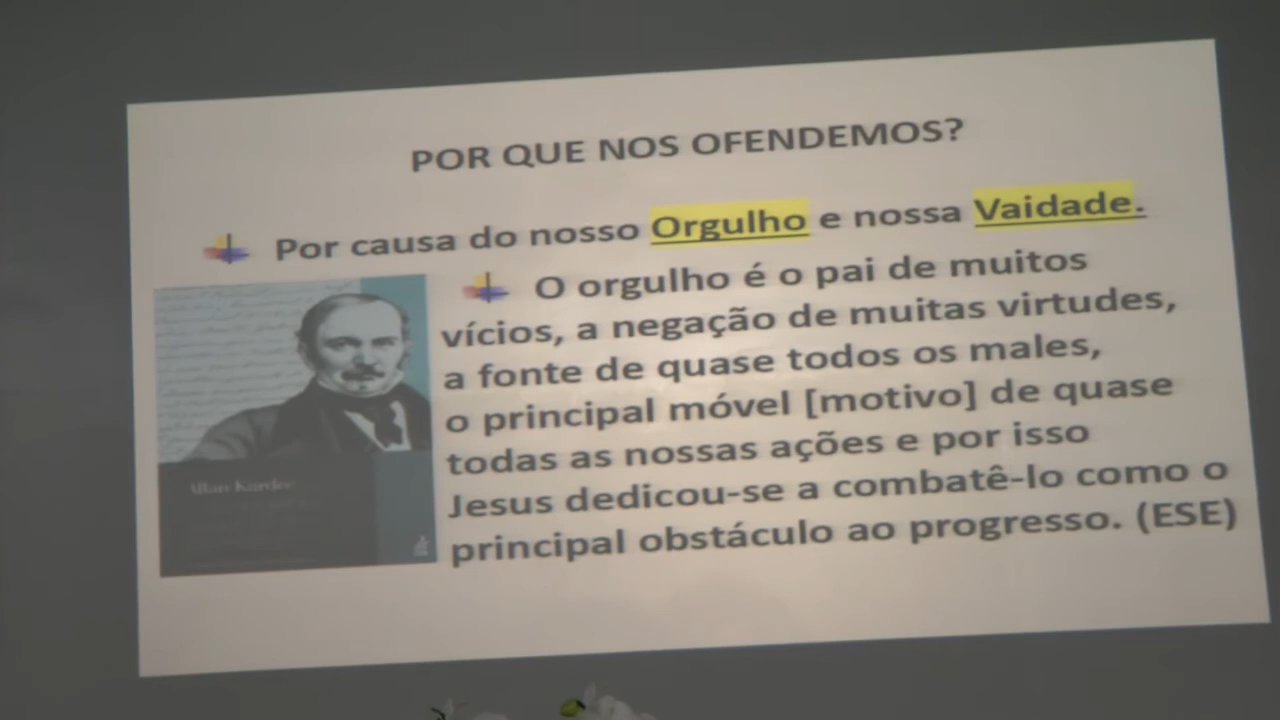 POR QUE NOS OFENDEMOS?
Por causa do nosso Orgulho e nossa Vaidade.
O orgulho é o pai de muitos
vícios, a negação de muitas virtudes,
a fonte de quase todos os males,
o principal móvel [motivo] de quase
todas as nossas ações e por isso
Jesus dedicou-se a combatê-lo como o
principal obstáculo ao progresso. (ESE)
Allan Kardec